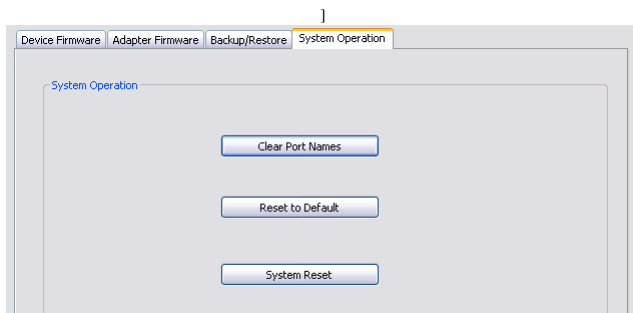 ]
Device Firmware Adapter Firmware Backup/Restore System Operation
System Operation
Clear Port Names
Reset to Default
System Reset